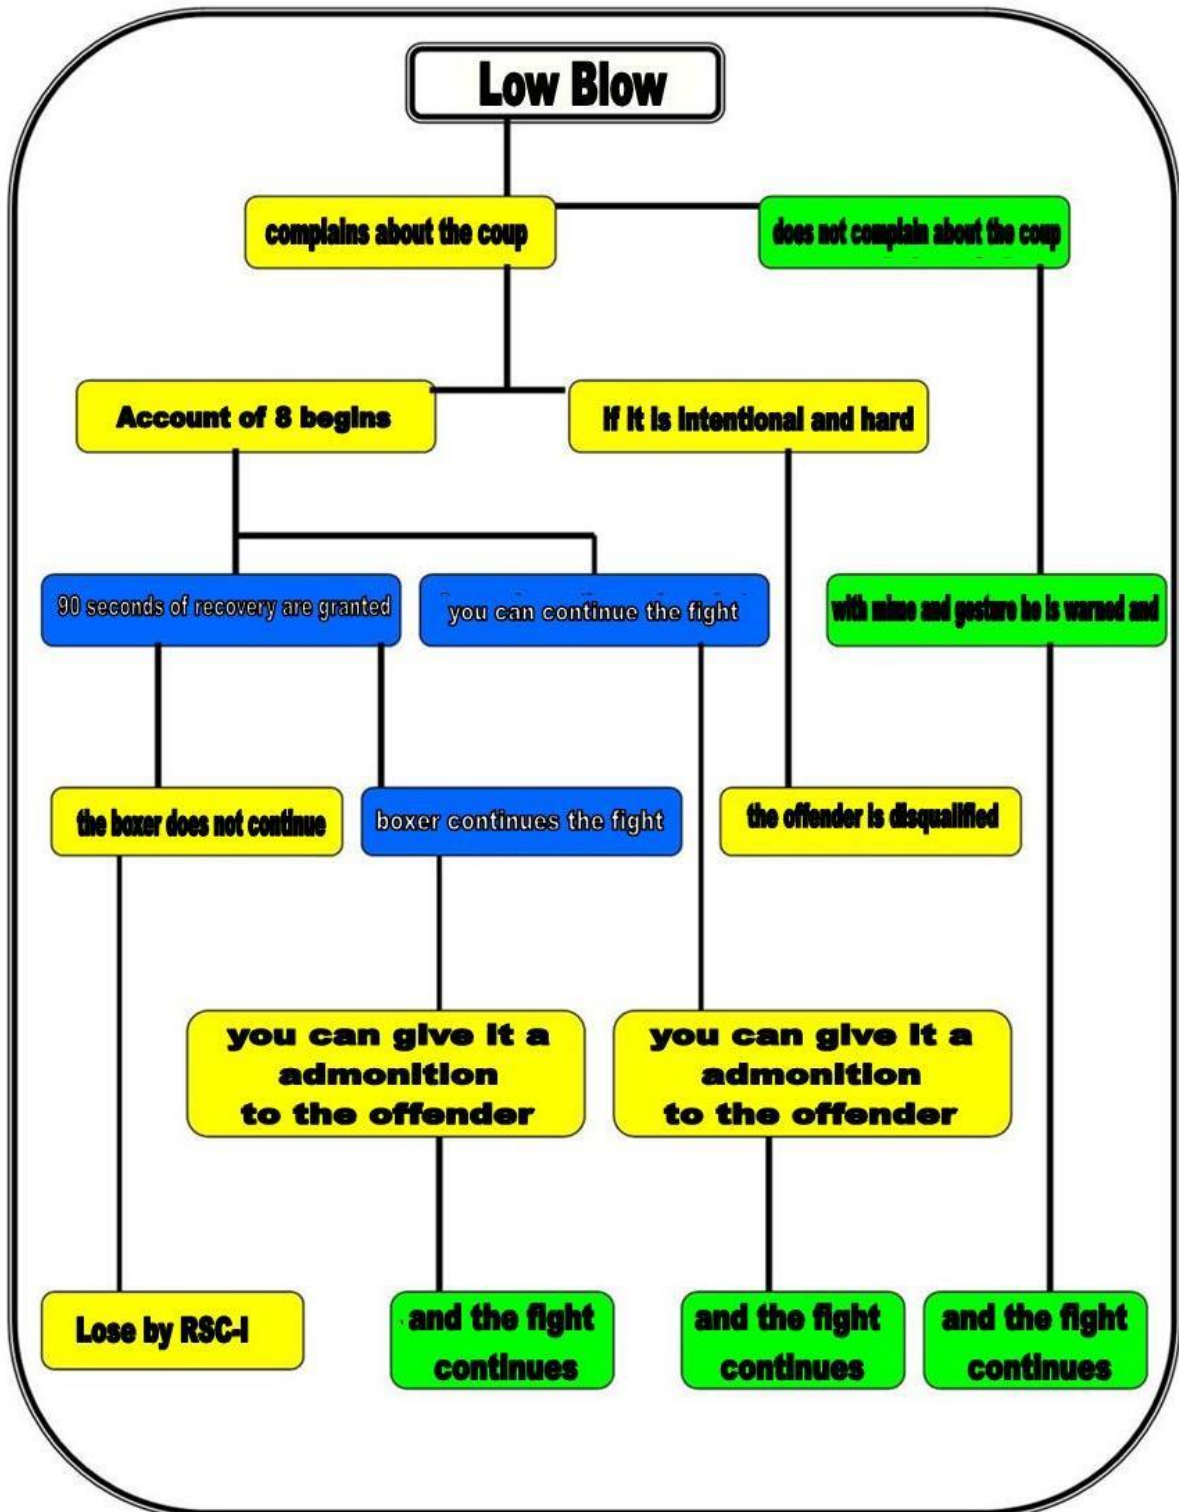 Low Blow
complains about the coup
does not complain about the coup
Account of 8 begins
If it is intentional and hard
90 seconds of recovery are granted
you can continue the fight
with mime and gesture he is warned and
the boxer does not continue
boxer continues the fight
the offender is disqualified
you can give it a
admonition
to the offender
you can give it a
admonition
to the offender
Lose by RSC-I
and the fight
continues
and the fight
continues
and the fight
continues